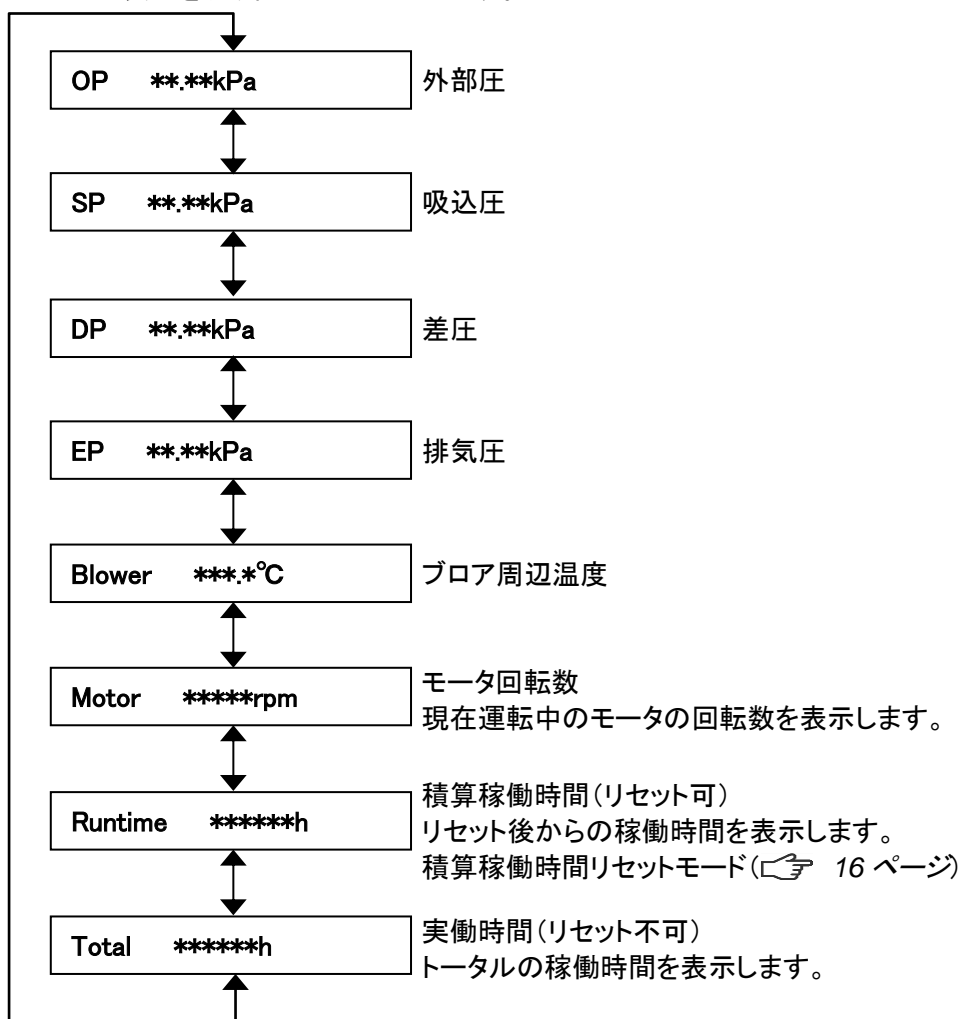 OP **.**kPa 外部圧
SP **.**kPa 吸込圧
DP **.**kPa 差圧
EP **.**kPa 排気圧
Blower ***.*℃ ブロア周辺温度
Motor *****rpm モータ回転数
現在運転中のモータの回転数を表示します。
Runtime ******h 積算稼働時間(リセット可)
リセット後からの稼働時間を表示します。
積算稼働時間リセットモード(☞ 16 ページ)
Total ******h 実働時間(リセット不可)
トータルの稼働時間を表示します。